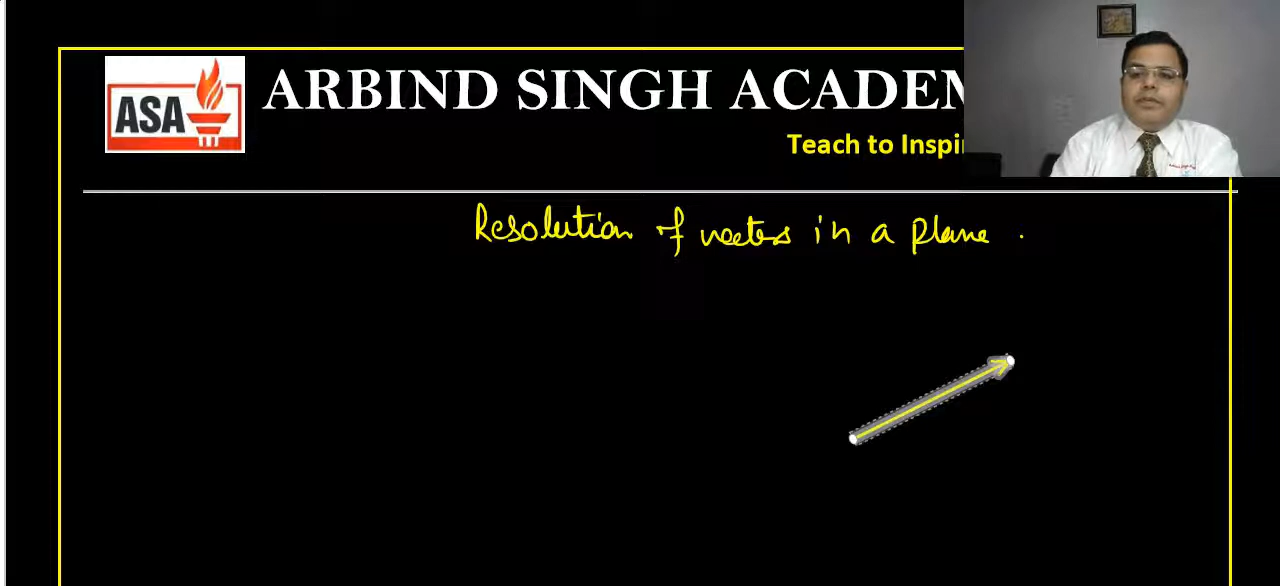 ASA
ARBIND SINGH ACADEM
Teach to Inspi
Resolution of vectors in a plane .